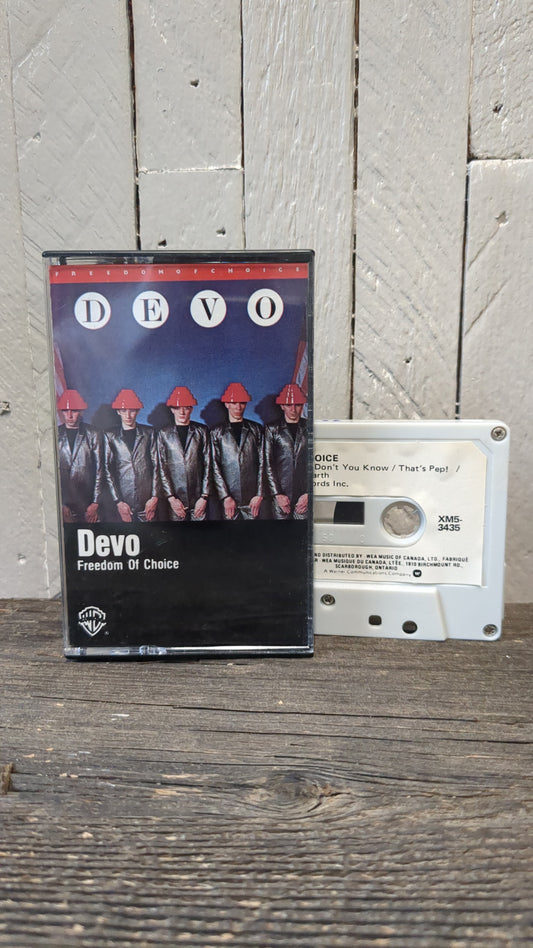 FREEDOM OF CHOICE
DEVO
Devo
Freedom Of Choice
®
OICE
Don't You Know / That's Pep! /
arth
ords Inc.
XM5-
3435
NG DISTRIBUTED BY · WEA MUSIC OF CANADA, LTD., FABRIQUÉ
R · WEA MUSIQUE DU CANADA, LTÉE., 1810 BIRCHMOUNT RD.,
SCARBOROUGH, ONTARIO
A Warner Communications Company